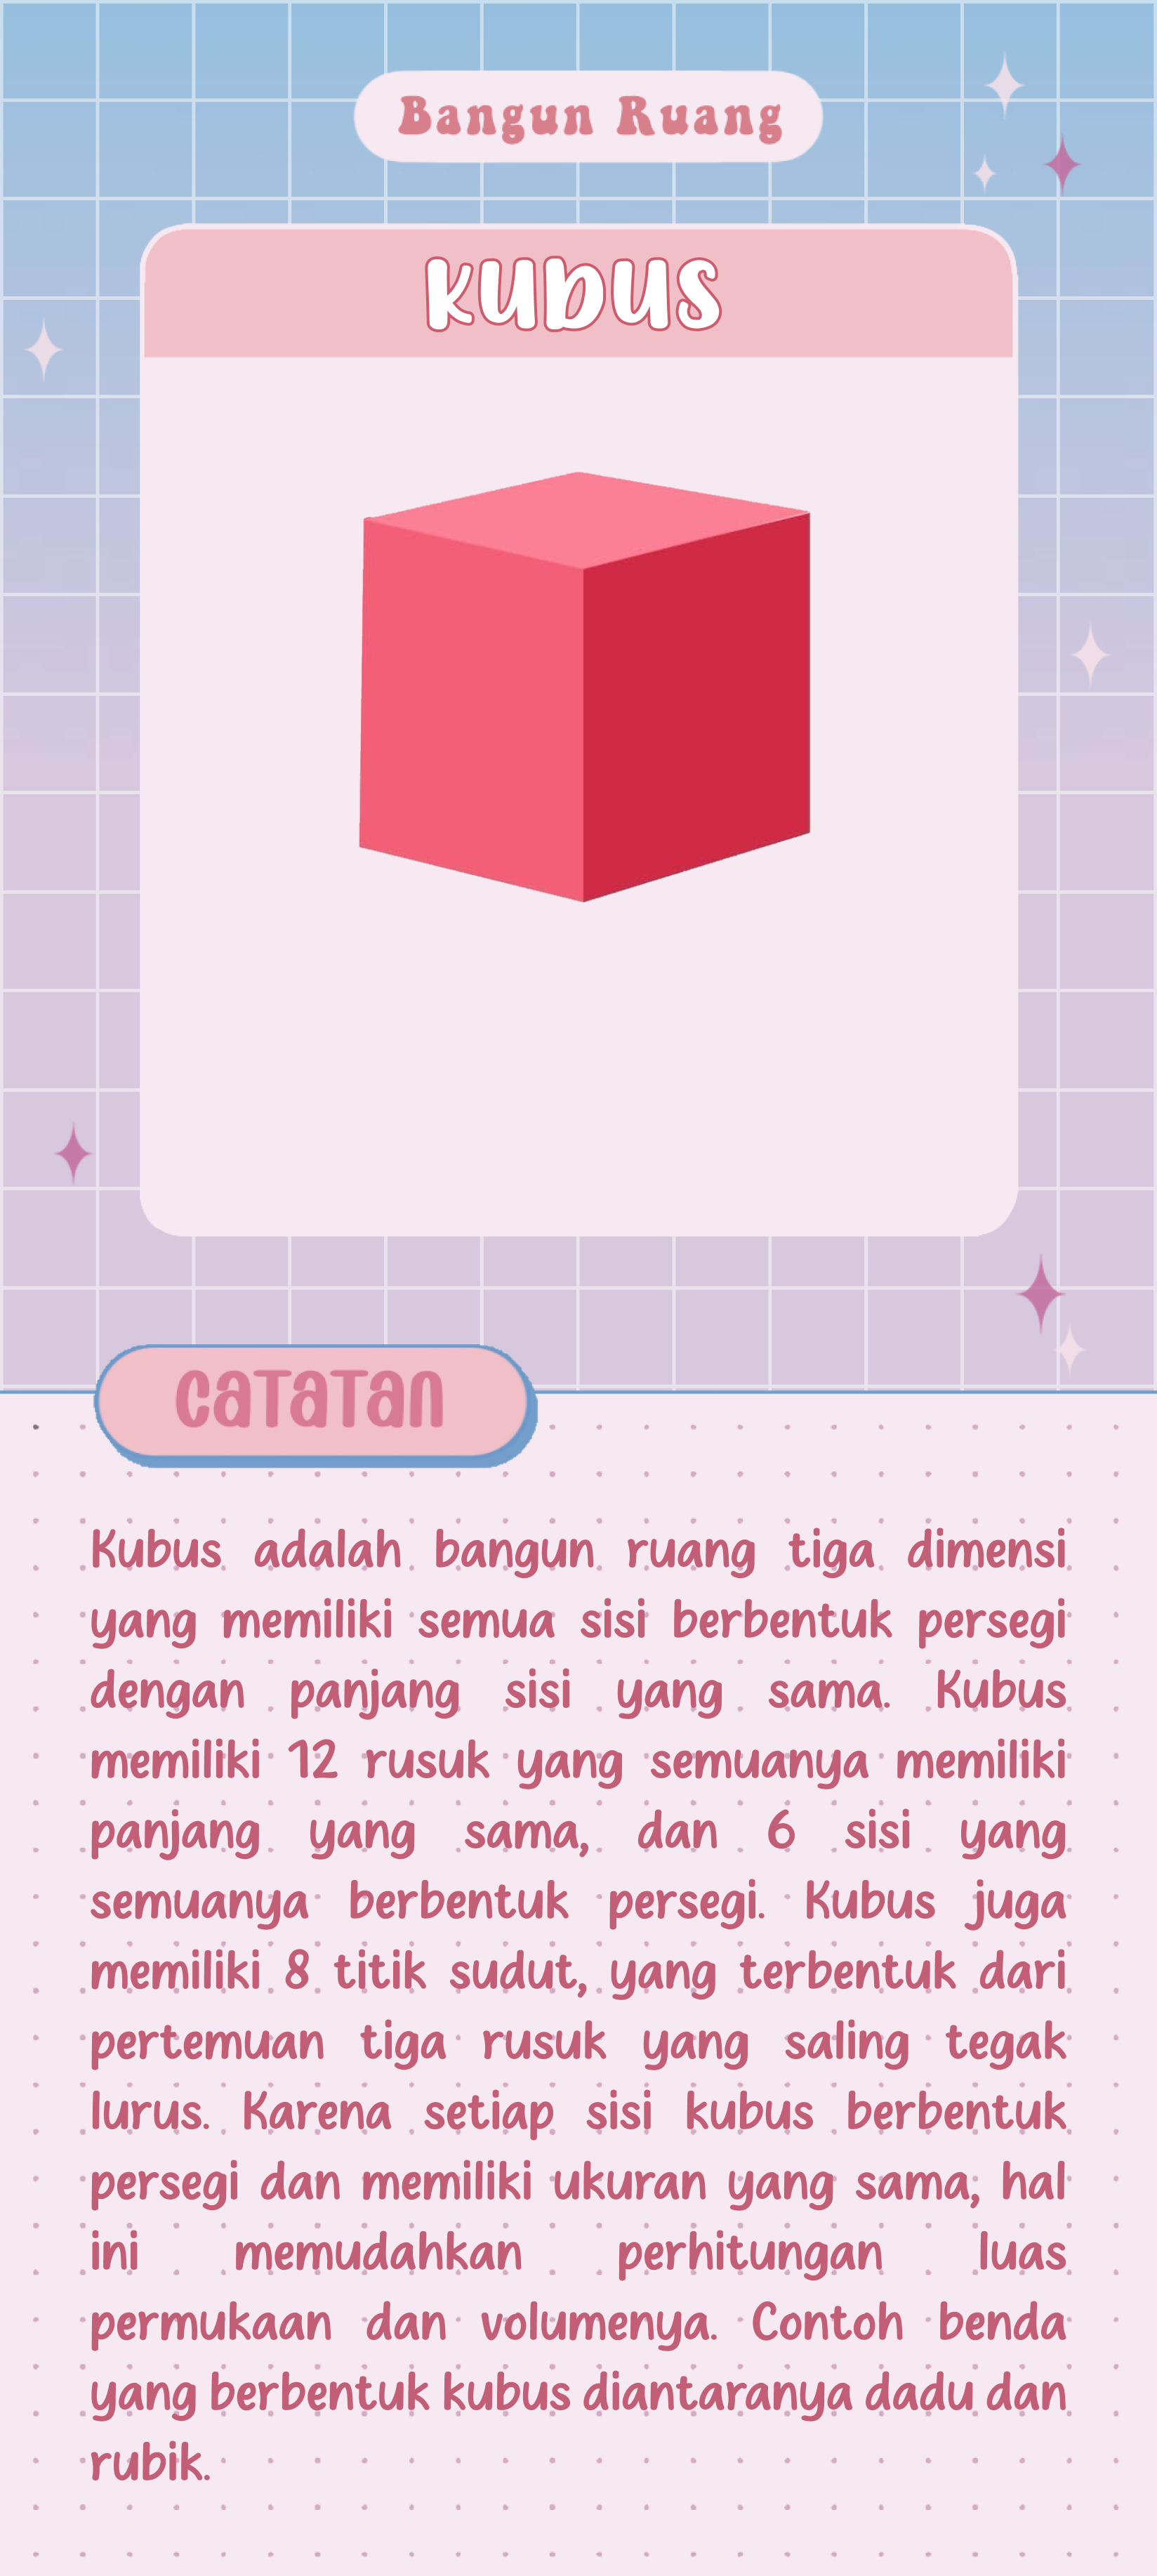 Bangun Ruang
KUBUS
CATATAN
Kubus adalah bangun ruang tiga dimensi
yang memiliki semua sisi berbentuk persegi
dengan panjang sisi yang sama. Kubus
memiliki 12 rusuk yang semuanya memiliki
panjang yang sama, dan 6 sisi yang
semuanya berbentuk persegi. Kubus juga
memiliki 8 titik sudut, yang terbentuk dari
pertemuan tiga rusuk yang saling tegak
lurus. Karena setiap sisi kubus berbentuk
persegi dan memiliki ukuran yang sama, hal
ini memudahkan perhitungan luas
permukaan dan volumenya. Contoh benda
yang berbentuk kubus diantaranya dadu dan
rubik.